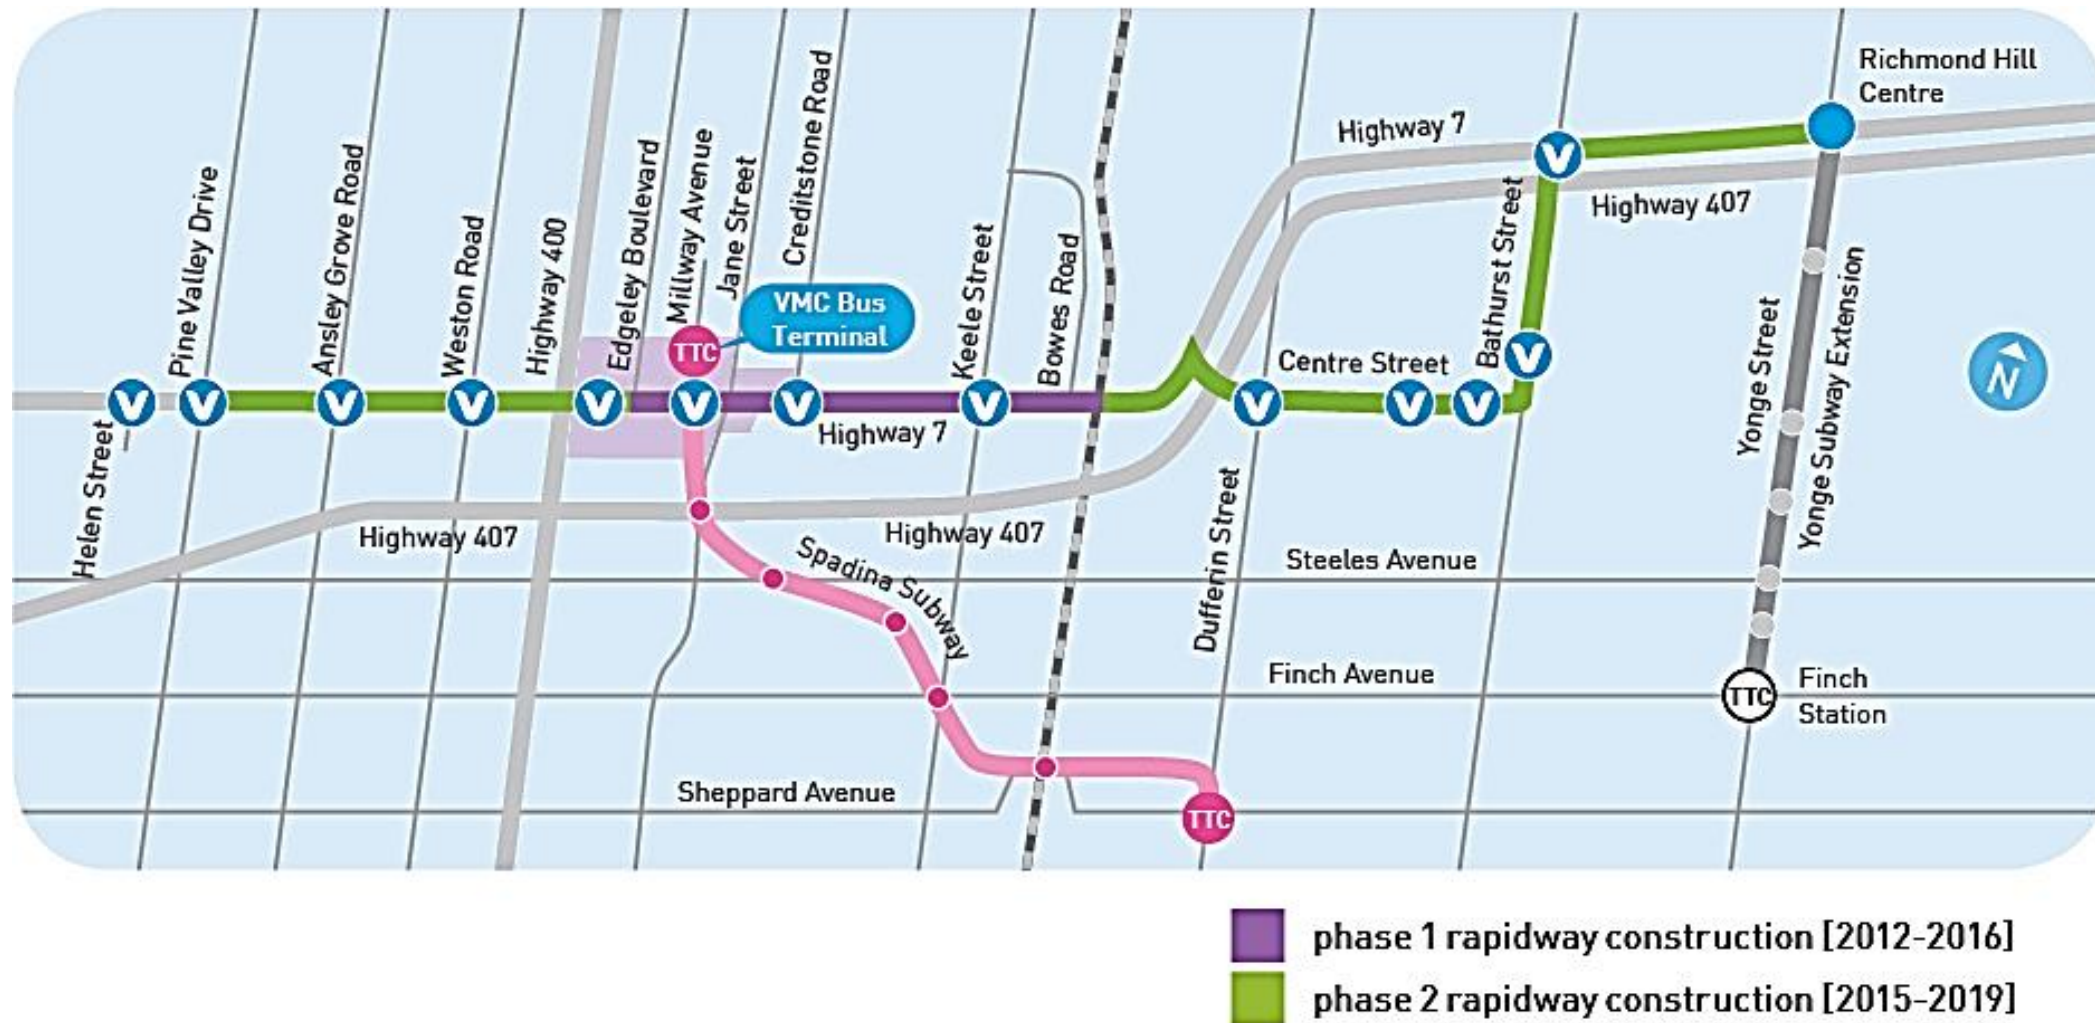 Richmond Hill
Centre
Highway 7
Highway 407
Bathurst Street
Centre Street
Yonge Street
Yonge Subway Extension
N
Pine Valley Drive
Ansley Grove Road
Weston Road
Highway 400
Edgeley Boulevard
Millway Avenue
Jane Street
Creditstone Road
Keele Street
Bowes Road
TTC
VMC Bus
Terminal
V
V
V
V
V
V
V
V
V
V
V
V
V
Highway 7
Helen Street
Highway 407
Highway 407
Spadina Subway
Dufferin Street
Steeles Avenue
Finch Avenue
TTC
Finch
Station
Sheppard Avenue
TTC
phase 1 rapidway construction [2012-2016]
phase 2 rapidway construction [2015-2019]